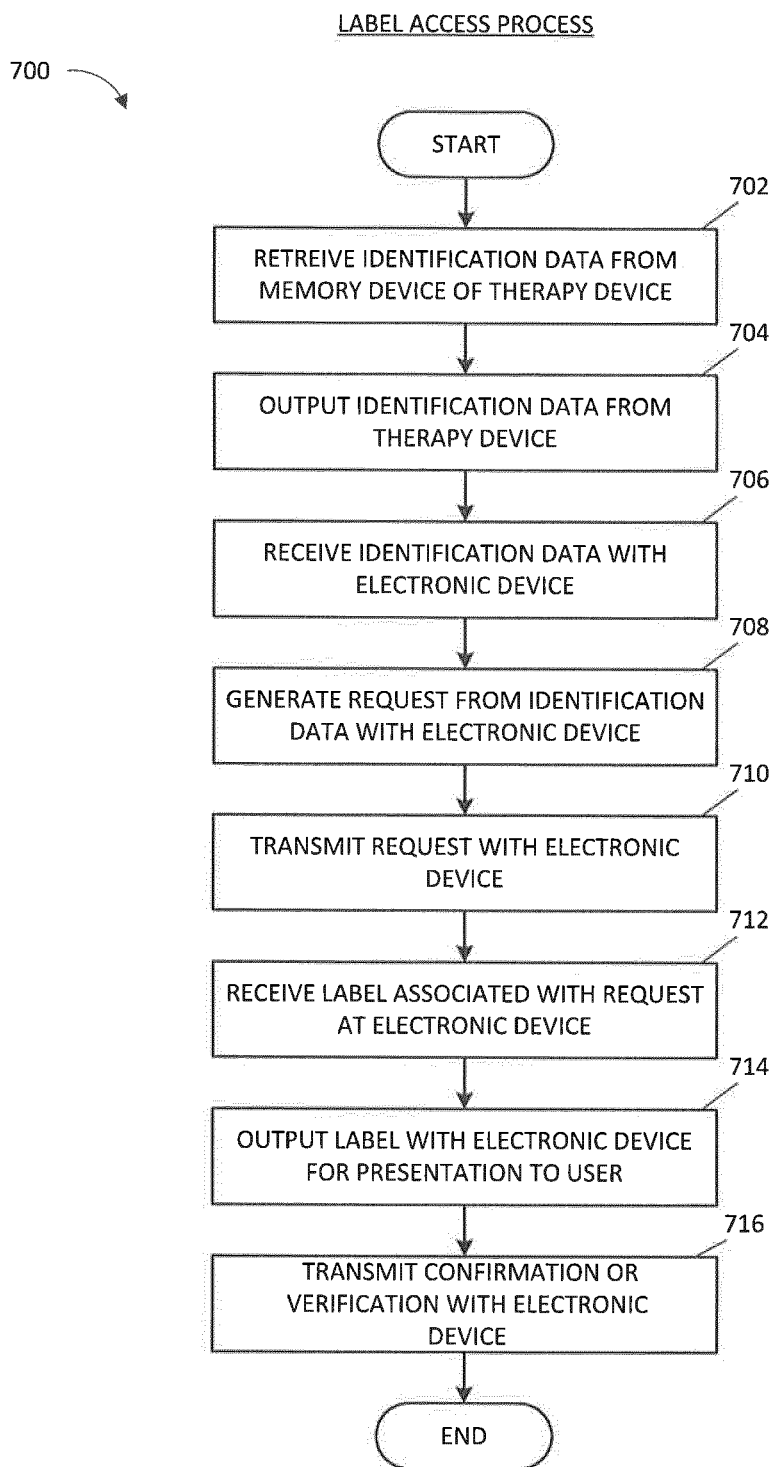 LABEL ACCESS PROCESS
700
START
702
RETREIVE IDENTIFICATION DATA FROM
MEMORY DEVICE OF THERAPY DEVICE
704
OUTPUT IDENTIFICATION DATA FROM
THERAPY DEVICE
706
RECEIVE IDENTIFICATION DATA WITH
ELECTRONIC DEVICE
708
GENERATE REQUEST FROM IDENTIFICATION
DATA WITH ELECTRONIC DEVICE
710
TRANSMIT REQUEST WITH ELECTRONIC
DEVICE
712
RECEIVE LABEL ASSOCIATED WITH REQUEST
AT ELECTRONIC DEVICE
714
OUTPUT LABEL WITH ELECTRONIC DEVICE
FOR PRESENTATION TO USER
716
TRANSMIT CONFIRMATION OR
VERIFICATION WITH ELECTRONIC
DEVICE
END